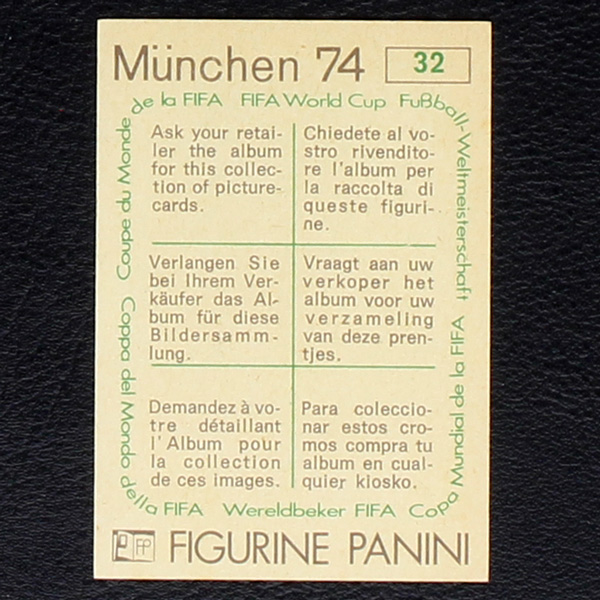 München 74 32
Coupe du Monde de la FIFA FIFA World Cup Fußball-Weltmeisterschaft
Ask your retai-
ler the album
for this collec-
tion of picture-
cards.
Chiedete al vo-
stro rivendito-
re l'album per
la raccolta di
queste figuri-
ne.
Verlangen Sie
bei Ihrem Ver-
käufer das Al-
bum für diese
Bildersamm-
lung.
Vraagt aan uw
verkoper het
album voor uw
verzameling
van deze pren-
tjes.
Demandez à vo-
tre détaillant
l'Album pour
la collection
de ces images.
Para coleccio-
nar estos cro-
mos compra tu
album en cual-
quier kiosko.
Coppa del Mondo della FIFA Wereldbeker FIFA Copa Mundial de la FIFA
FP FIGURINE PANINI